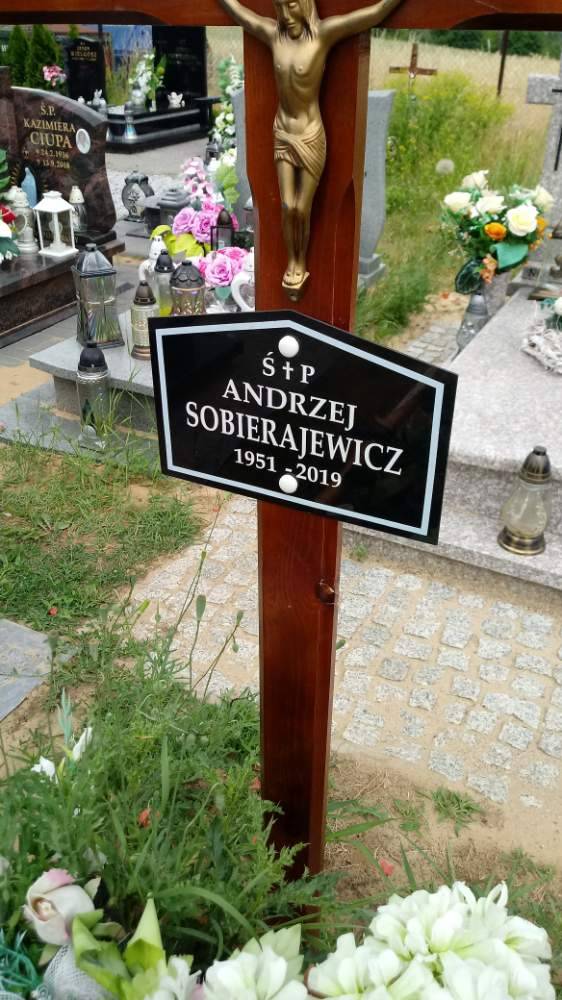 Ś.P.
KAZIMIERA
CIUPA
Ś † P
ANDRZEJ
SOBIERAJEWICZ
1951 - 2019